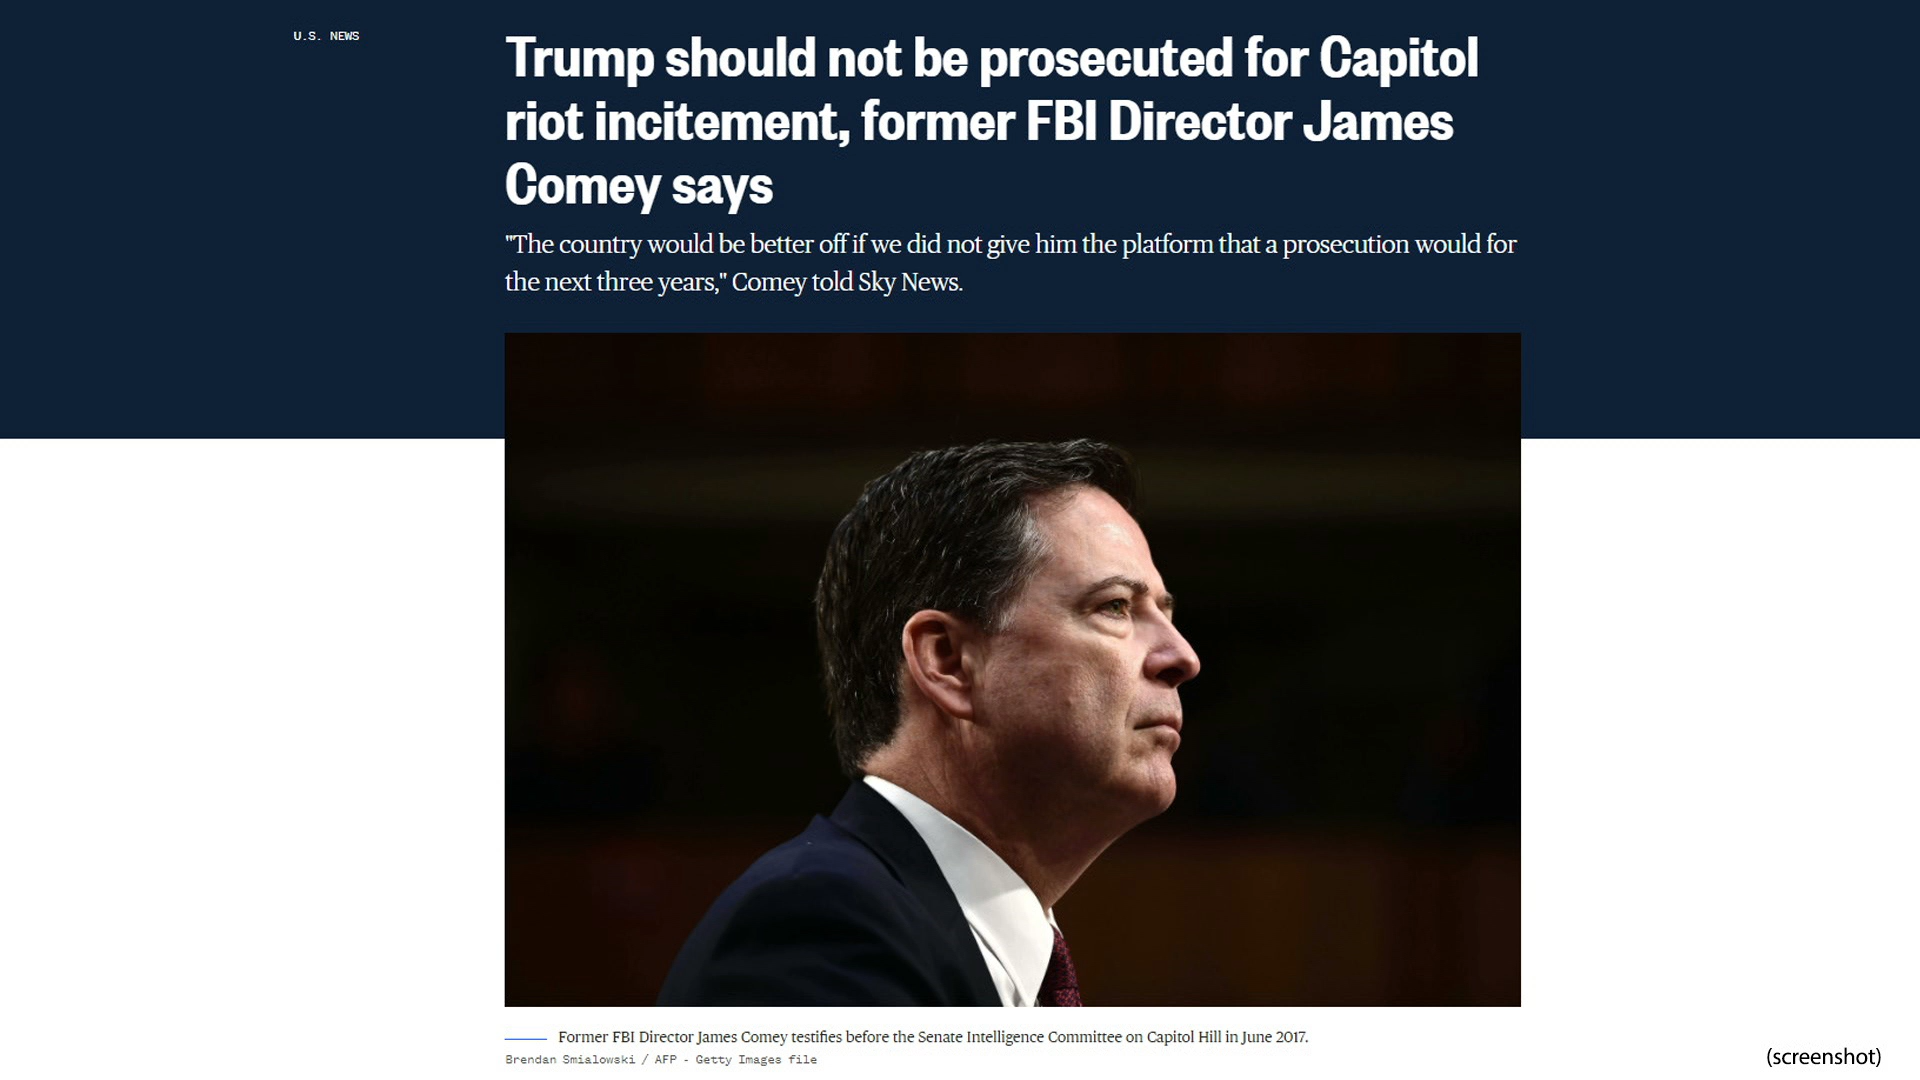 U.S. NEWS
Trump should not be prosecuted for Capitol
riot incitement, former FBI Director James
Comey says
"The country would be better off if we did not give him the platform that a prosecution would for
the next three years," Comey told Sky News.
Former FBI Director James Comey testifies before the Senate Intelligence Committee on Capitol Hill in June 2017.
Brendan Smialowski / AFP - Getty Images file
(screenshot)